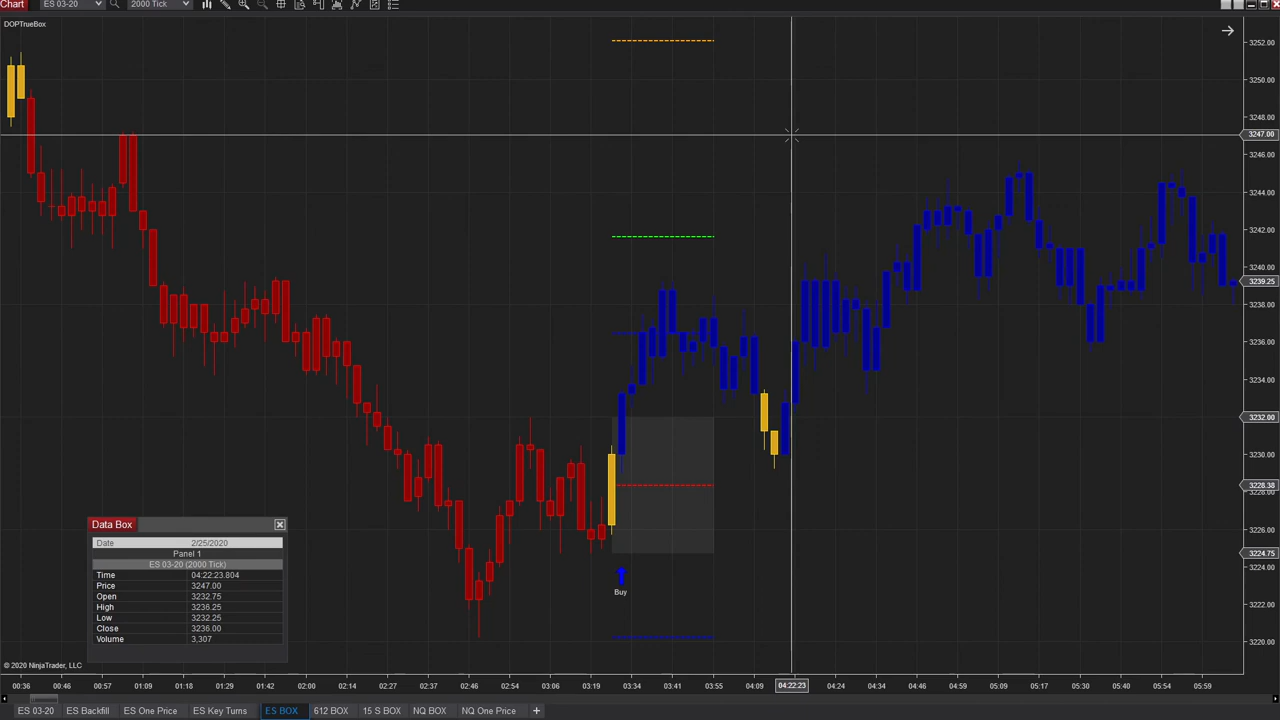 Chart
ES 03-20
2000 Tick
DOPTrueBox
3252.00
3250.00
3248.00
3247.00
3246.00
3244.00
3242.00
3240.00
3239.25
3238.00
3236.00
3234.00
3232.00
3230.00
3228.38
3226.00
3224.75
3224.00
3222.00
3220.00
Buy
Data Box
Date 2/25/2020
Panel 1
ES 03-20 (2000 Tick)
Time 04:22:23.804
Price 3247.00
Open 3232.75
High 3236.25
Low 3232.25
Close 3236.00
Volume 3,307
© 2020 NinjaTrader, LLC
00:36 00:46 00:57 01:09 01:18 01:29 01:42 02:00 02:08 02:18 02:27 02:37 02:46 02:54 03:06 03:19 03:34 03:41 03:55 04:09 04:22:23 04:24 04:34 04:46 04:59 05:09 05:17 05:30 05:40 05:54 05:59
ES 03-20 ES Backfill ES One Price ES Key Turns ES BOX 612 BOX 15 S BOX NQ BOX NQ One Price